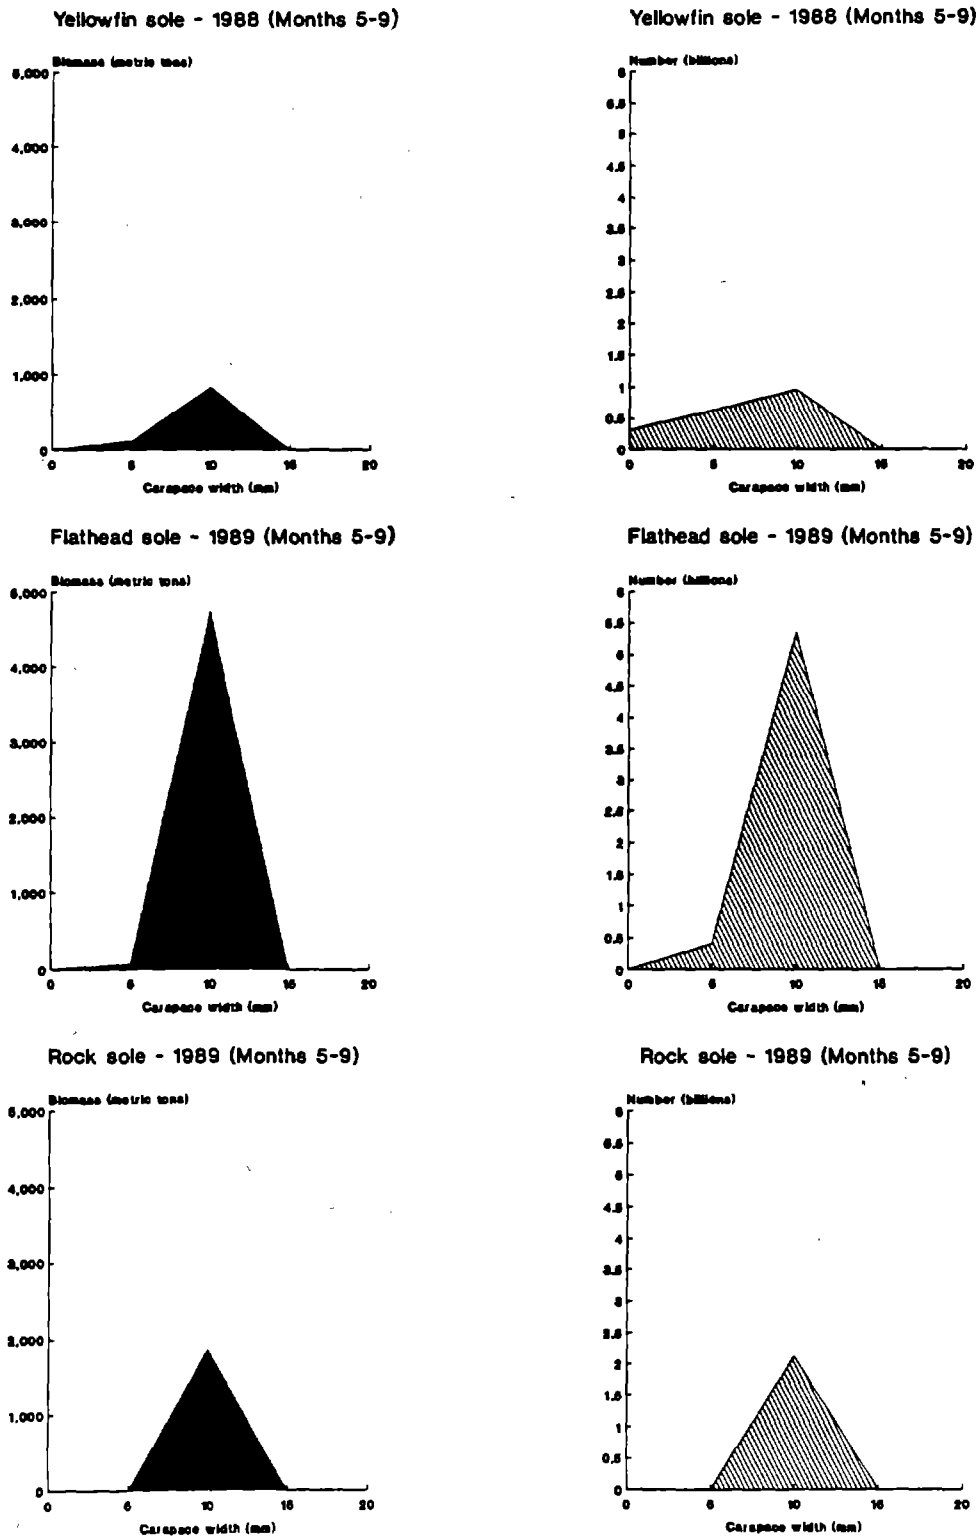 Yellowfin sole - 1988 (Months 5-9)
Biomass (metric tons)
5,000
4,000
3,000
2,000
1,000
0
0 5 10 15 20
Carapace width (mm)
Yellowfin sole - 1988 (Months 5-9)
Number (billions)
6
5.5
5
4.5
4
3.5
3
2.5
2
1.5
1
0.5
0
0 5 10 15 20
Carapace width (mm)
Flathead sole - 1989 (Months 5-9)
Biomass (metric tons)
5,000
4,000
3,000
2,000
1,000
0
0 5 10 15 20
Carapace width (mm)
Flathead sole - 1989 (Months 5-9)
Number (billions)
6
5.5
5
4.5
4
3.5
3
2.5
2
1.5
1
0.5
0
0 5 10 15 20
Carapace width (mm)
Rock sole - 1989 (Months 5-9)
Biomass (metric tons)
5,000
4,000
3,000
2,000
1,000
0
0 5 10 15 20
Carapace width (mm)
Rock sole - 1989 (Months 5-9)
Number (billions)
6
5.5
5
4.5
4
3.5
3
2.5
2
1.5
1
0.5
0
0 5 10 15 20
Carapace width (mm)